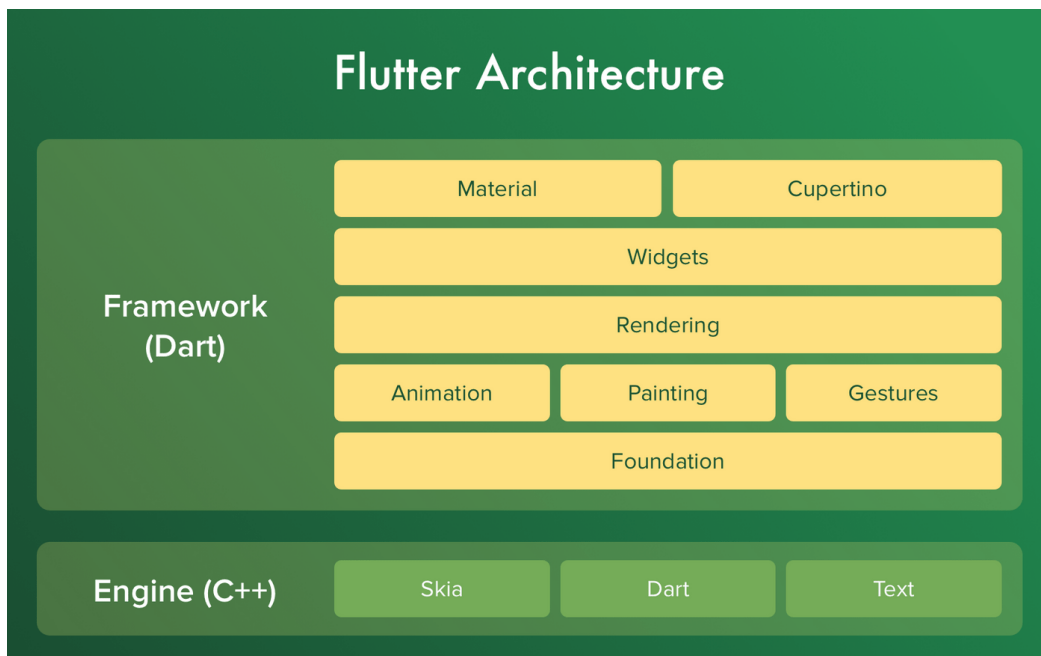 Flutter Architecture
Framework
(Dart)
Material Cupertino
Widgets
Rendering
Animation Painting Gestures
Foundation
Engine (C++)
Skia Dart Text